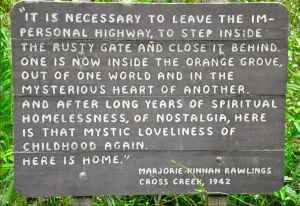 "IT IS NECESSARY TO LEAVE THE IM-
PERSONAL HIGHWAY, TO STEP INSIDE
THE RUSTY GATE AND CLOSE IT BEHIND.
ONE IS NOW INSIDE THE ORANGE GROVE,
OUT OF ONE WORLD AND IN THE
MYSTERIOUS HEART OF ANOTHER.
AND AFTER LONG YEARS OF SPIRITUAL
HOMELESSNESS, OF NOSTALGIA, HERE
IS THAT MYSTIC LOVELINESS OF
CHILDHOOD AGAIN.
HERE IS HOME."
MARJORIE KINNAN RAWLINGS
CROSS CREEK, 1942